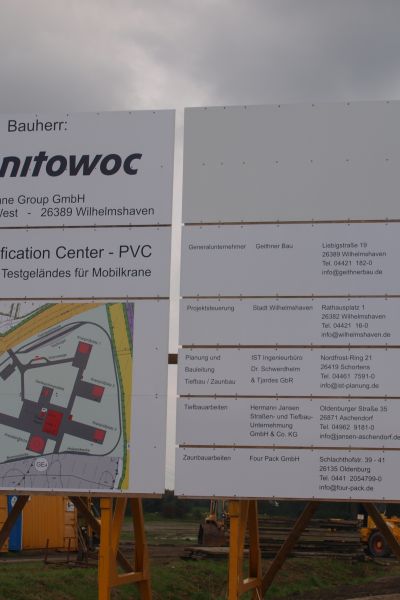 Bauherr:
nitowoc
ne Group GmbH
West - 26389 Wilhelmshaven
fication Center - PVC
Testgeländes für Mobilkrane
GEe
Generalunternehmer Geithner Bau Liebigstraße 19
26389 Wilhelmshaven
Tel. 04421 182-0
info@geithnerbau.de
Projektsteuerung Stadt Wilhelmshaven Rathausplatz 1
26382 Wilhelmshaven
Tel. 04421 16-0
info@wilhelmshaven.de
Planung und IST Ingenieurbüro Nordfrost-Ring 21
Bauleitung Dr. Schwerdhelm 26419 Schortens
Tiefbau / Zaunbau & Tjardes GbR Tel. 04461 7591-0
info@ist-planung.de
Tiefbauarbeiten Hermann Jansen Oldenburger Straße 35
Straßen- und Tiefbau- 26871 Aschendorf
Unternehmung Tel. 04962 9181-0
GmbH & Co. KG info@jansen-aschendorf.de
Zaunbauarbeiten Four Pack GmbH Schlachthofstr. 39 - 41
26135 Oldenburg
Tel. 0441 2054799-0
info@four-pack.de